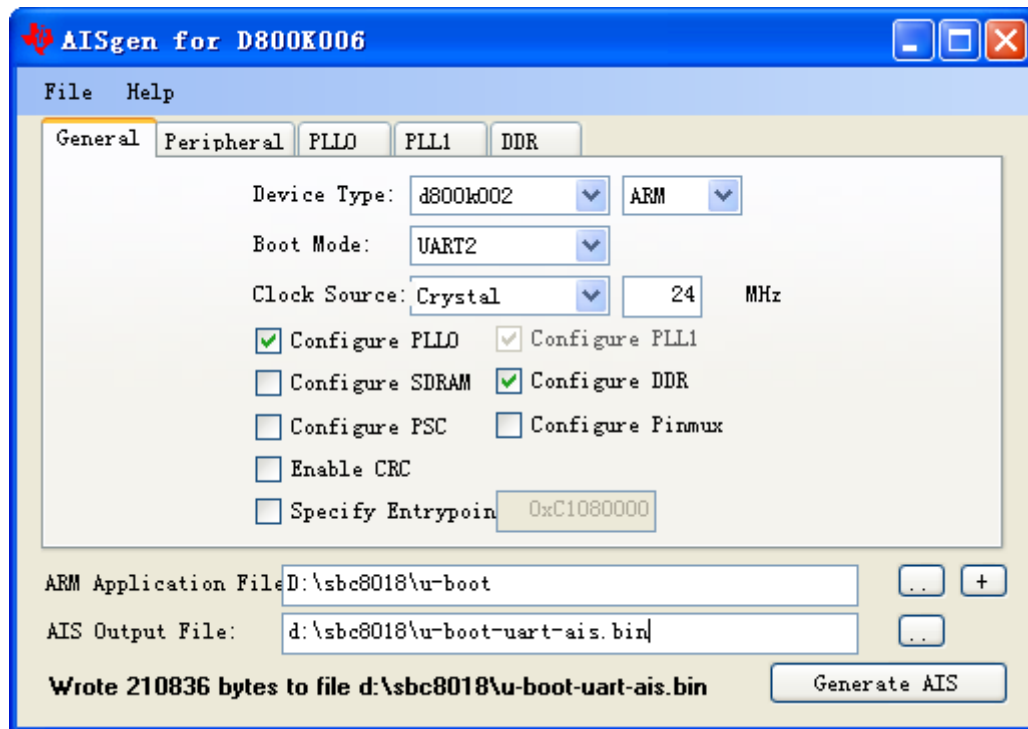 AISgen for D800K006
File Help
General Peripheral PLL0 PLL1 DDR
Device Type: d800k002 ARM
Boot Mode: UART2
Clock Source: Crystal 24 MHz
Configure PLL0 Configure PLL1
Configure SDRAM Configure DDR
Configure PSC Configure Pinmux
Enable CRC
Specify Entrypoin 0xC1080000
ARM Application File D:\sbc8018\u-boot .. +
AIS Output File: d:\sbc8018\u-boot-uart-ais.bin ..
Wrote 210836 bytes to file d:\sbc8018\u-boot-uart-ais.bin Generate AIS